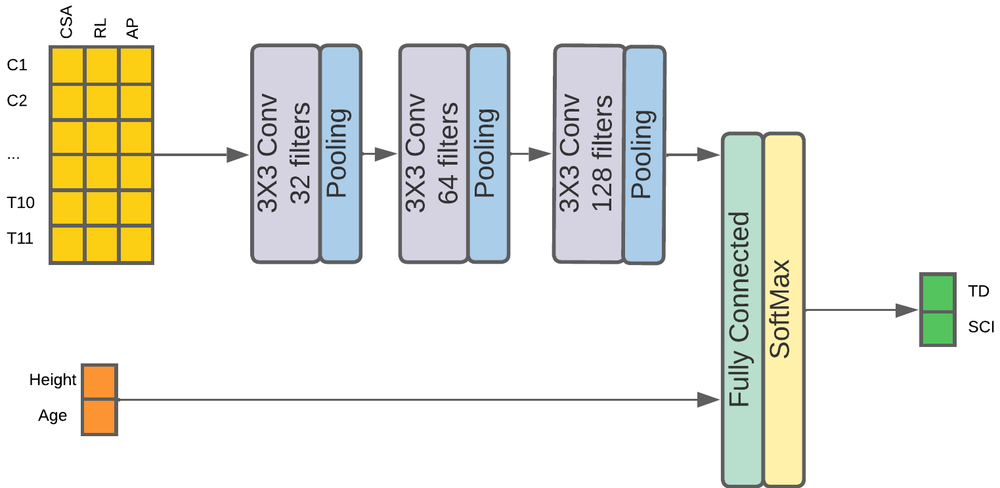 CSA
RL
AP
C1
C2
...
T10
T11
3X3 Conv
32 filters
Pooling
3X3 Conv
64 filters
Pooling
3X3 Conv
128 filters
Pooling
Fully Connected
SoftMax
TD
SCI
Height
Age